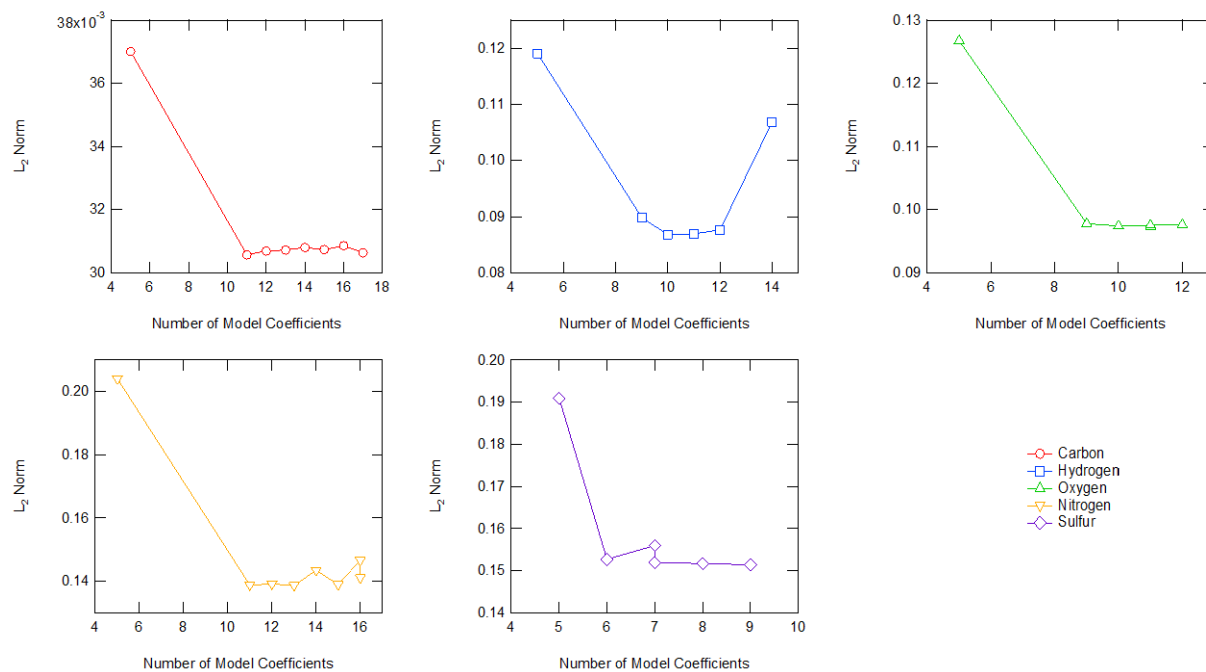 38x10⁻³
36
34
32
30
L₂ Norm
4 6 8 10 12 14 16 18
Number of Model Coefficients
0.12
0.11
0.10
0.09
0.08
L₂ Norm
4 6 8 10 12 14
Number of Model Coefficients
0.13
0.12
0.11
0.10
0.09
L₂ Norm
4 6 8 10 12
Number of Model Coefficients
0.20
0.18
0.16
0.14
L₂ Norm
4 6 8 10 12 14 16
Number of Model Coefficients
0.20
0.19
0.18
0.17
0.16
0.15
0.14
L₂ Norm
4 5 6 7 8 9 10
Number of Model Coefficients
Carbon
Hydrogen
Oxygen
Nitrogen
Sulfur